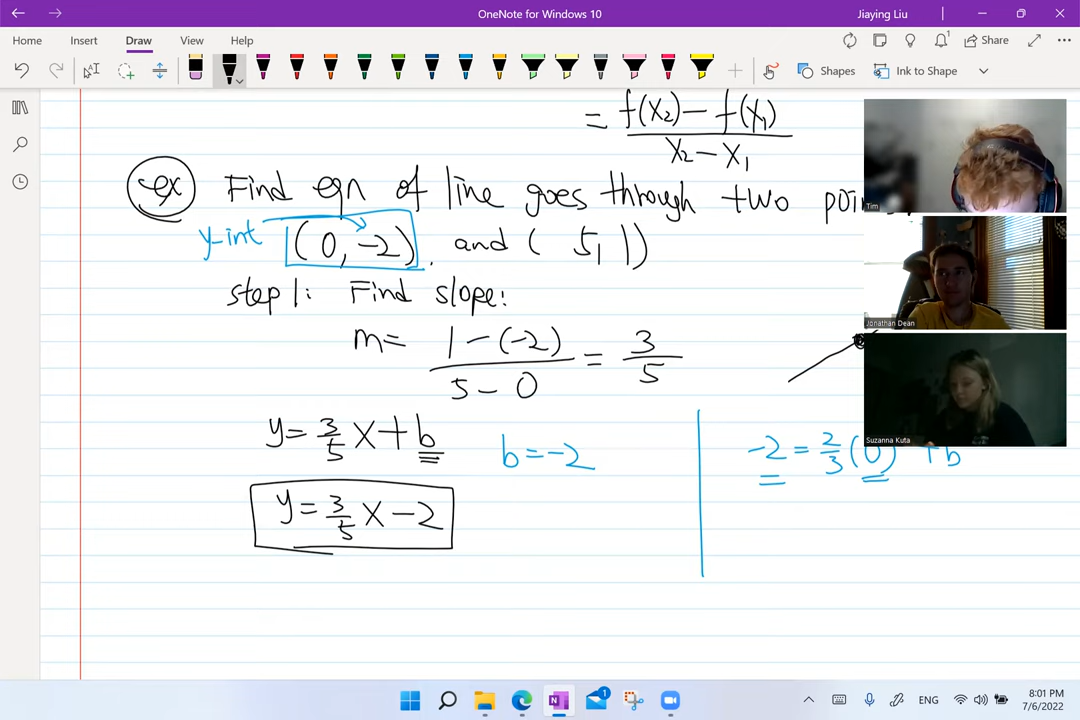 OneNote for Windows 10
Jiaying Liu
Home Insert Draw View Help
Share
Shapes
Ink to Shape
= f(x₂) − f(x₁)
x₂ − x₁
ex Find eqn of line goes through two
y-int (0, −2) and (5, 1)
step 1: Find slope:
m = 1 − (−2) = 3
5 − 0 5
y = 3/5 x + b
b = −2
−2 = 2/3 (0) + b
y = 3/5 x − 2
Tim
Jonathan Dean
Suzanna Kuta
1
ENG
8:01 PM
7/6/2022